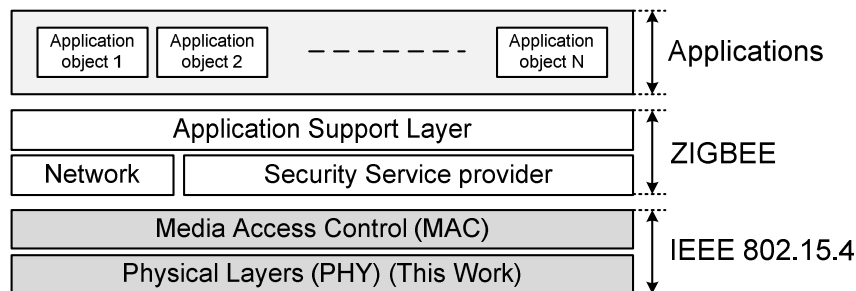 Application
object 1
Application
object 2
Application
object N
Applications
Application Support Layer
Network
Security Service provider
ZIGBEE
Media Access Control (MAC)
Physical Layers (PHY) (This Work)
IEEE 802.15.4